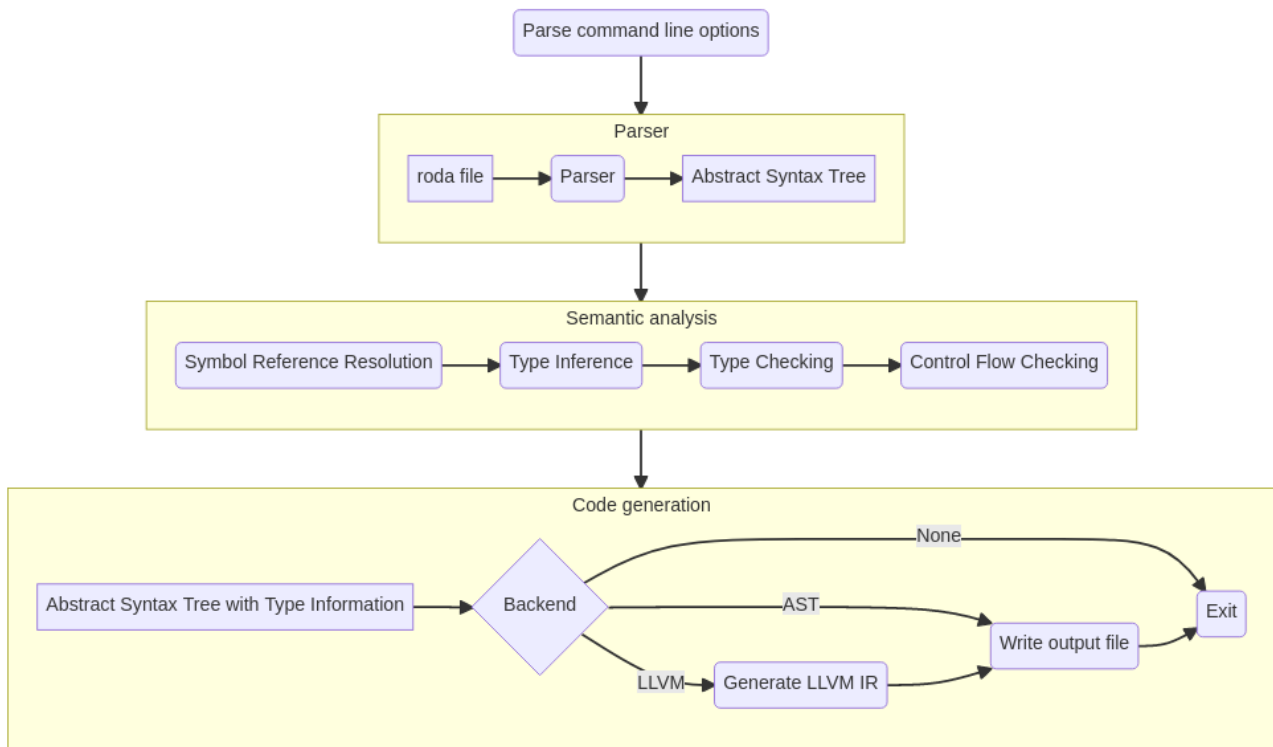 Parse command line options
Parser
roda file
Parser
Abstract Syntax Tree
Semantic analysis
Symbol Reference Resolution
Type Inference
Type Checking
Control Flow Checking
Code generation
None
Abstract Syntax Tree with Type Information
Backend
AST
Exit
Write output file
LLVM
Generate LLVM IR